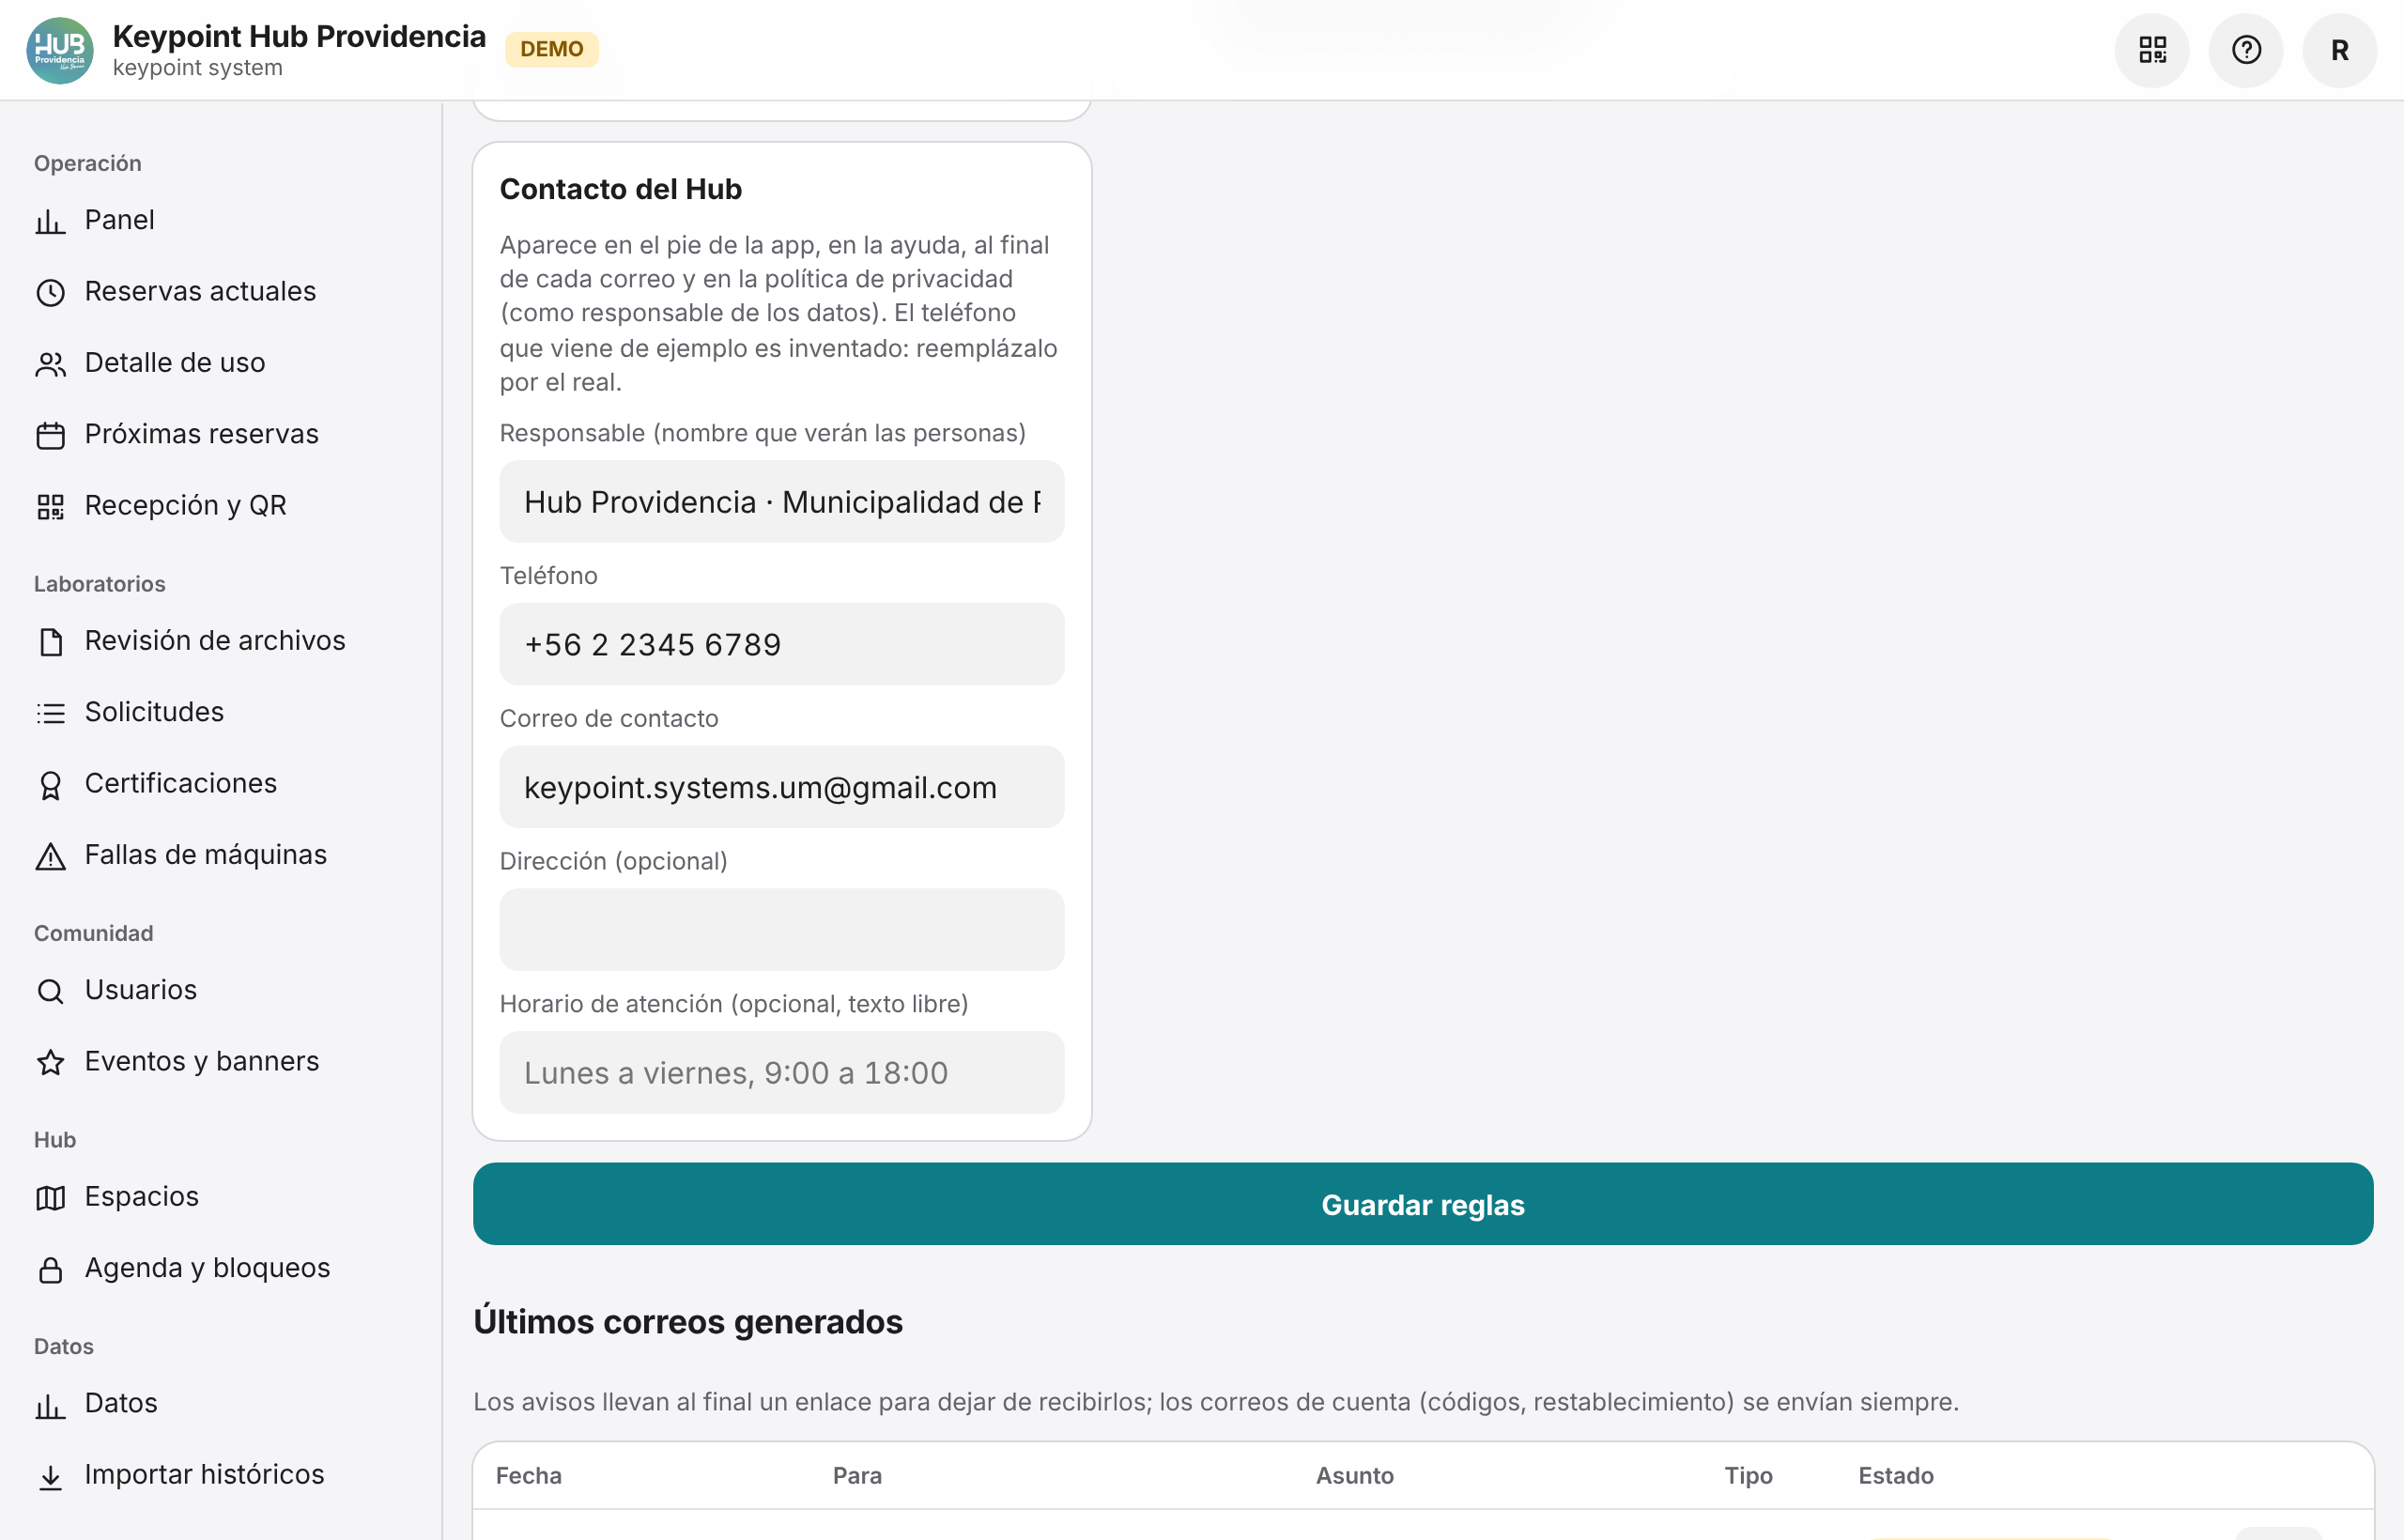 HUB
Providencia
Keypoint Hub Providencia
keypoint system
DEMO
R
Operación
Panel
Reservas actuales
Detalle de uso
Próximas reservas
Recepción y QR
Laboratorios
Revisión de archivos
Solicitudes
Certificaciones
Fallas de máquinas
Comunidad
Usuarios
Eventos y banners
Hub
Espacios
Agenda y bloqueos
Datos
Datos
Importar históricos
Contacto del Hub
Aparece en el pie de la app, en la ayuda, al final
de cada correo y en la política de privacidad
(como responsable de los datos). El teléfono
que viene de ejemplo es inventado: reemplázalo
por el real.
Responsable (nombre que verán las personas)
Hub Providencia · Municipalidad de
Teléfono
+56 2 2345 6789
Correo de contacto
keypoint.systems.um@gmail.com
Dirección (opcional)
Horario de atención (opcional, texto libre)
Lunes a viernes, 9:00 a 18:00
Guardar reglas
Últimos correos generados
Los avisos llevan al final un enlace para dejar de recibirlos; los correos de cuenta (códigos, restablecimiento) se envían siempre.
Fecha Para Asunto Tipo Estado